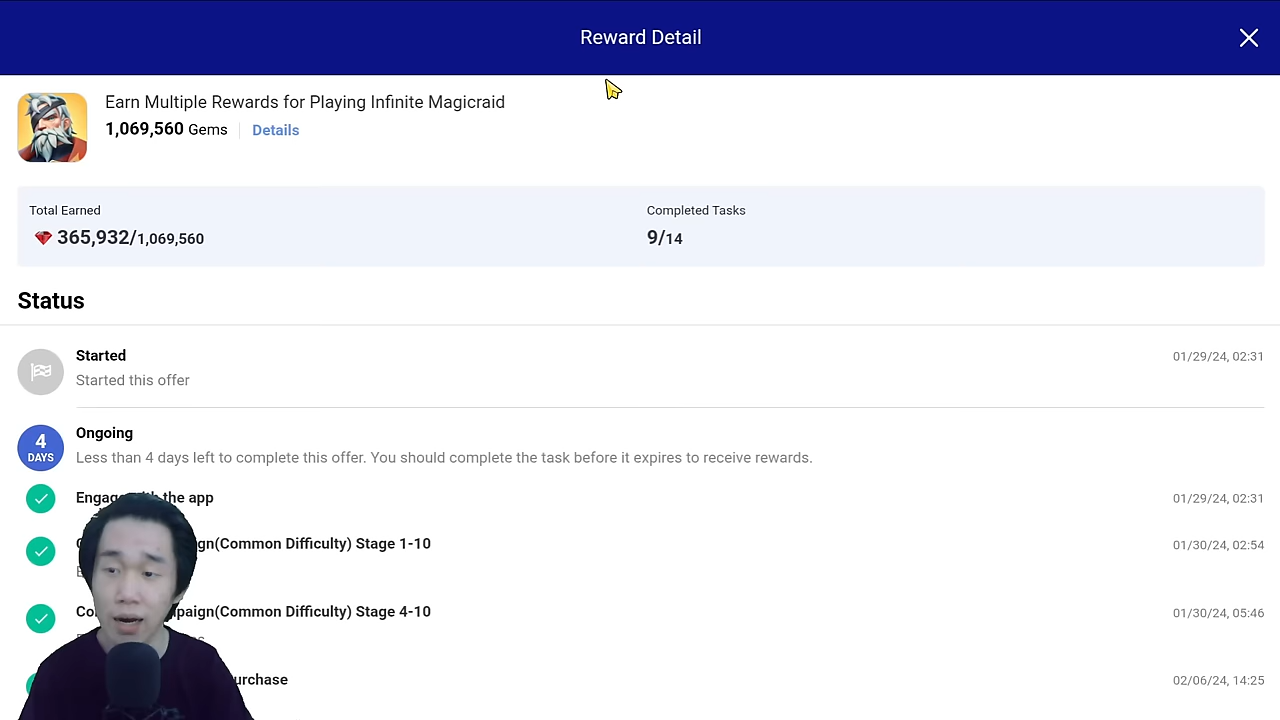 Reward Detail
Earn Multiple Rewards for Playing Infinite Magicraid
1,069,560 Gems
Details
Total Earned
Completed Tasks
365,932/1,069,560
9/14
Status
Started
01/29/24, 02:31
Started this offer
4
DAYS
Ongoing
Less than 4 days left to complete this offer. You should complete the task before it expires to receive rewards.
the app
01/29/24, 02:31
(Common Difficulty) Stage 1-10
01/30/24, 02:54
(Common Difficulty) Stage 4-10
01/30/24, 05:46
02/06/24, 14:25